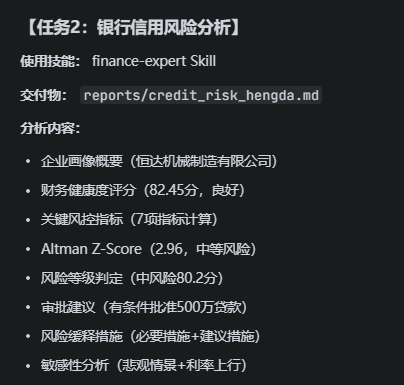 【任务2：银行信用风险分析】
使用技能： finance-expert Skill
交付物： reports/credit_risk_hengda.md
分析内容：
• 企业画像概要（恒达机械制造有限公司）
• 财务健康度评分（82.45分，良好）
• 关键风控指标（7项指标计算）
• Altman Z-Score（2.96，中等风险）
• 风险等级判定（中风险80.2分）
• 审批建议（有条件批准500万贷款）
• 风险缓释措施（必要措施+建议措施）
• 敏感性分析（悲观情景+利率上行）